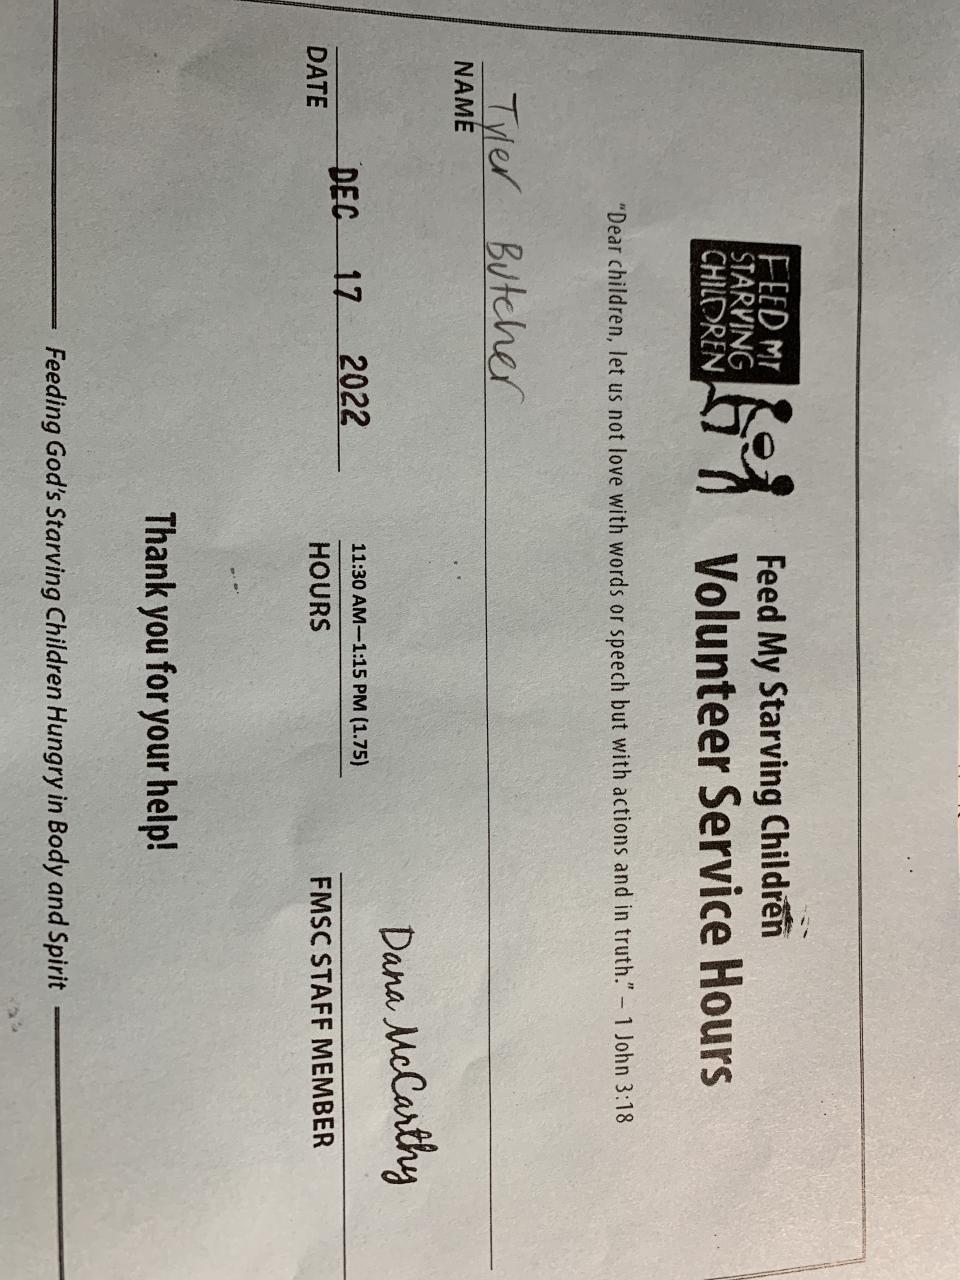 FEED MY
STARVING
CHILDREN
Feed My Starving Children
Volunteer Service Hours
"Dear children, let us not love with words or speech but with actions and in truth." – 1 John 3:18
Tyler Butcher
NAME
DEC 17 2022
DATE
11:30 AM—1:15 PM (1.75)
HOURS
Dana McCarthy
FMSC STAFF MEMBER
Thank you for your help!
Feeding God's Starving Children Hungry in Body and Spirit